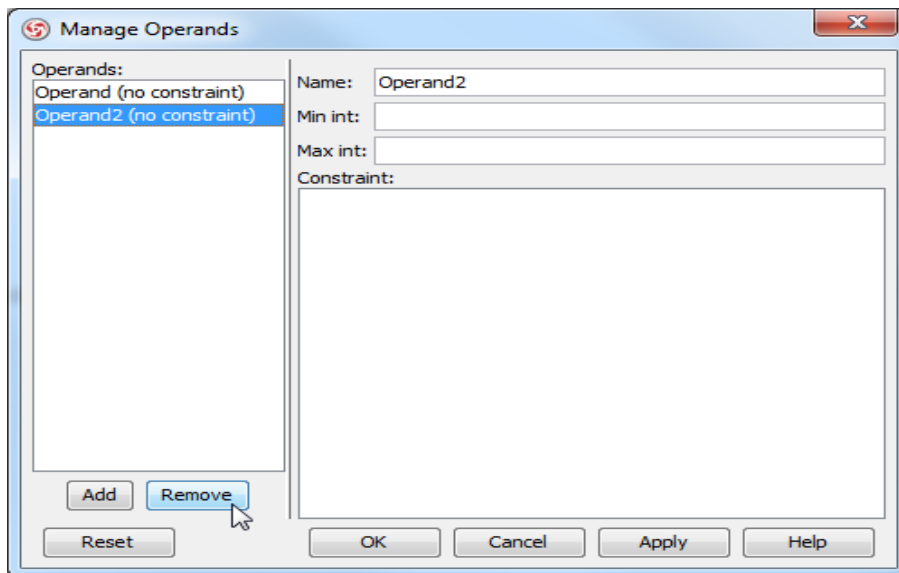 Manage Operands
Operands:
Operand (no constraint)
Operand2 (no constraint)
Add Remove
Name: Operand2
Min int:
Max int:
Constraint:
Reset OK Cancel Apply Help